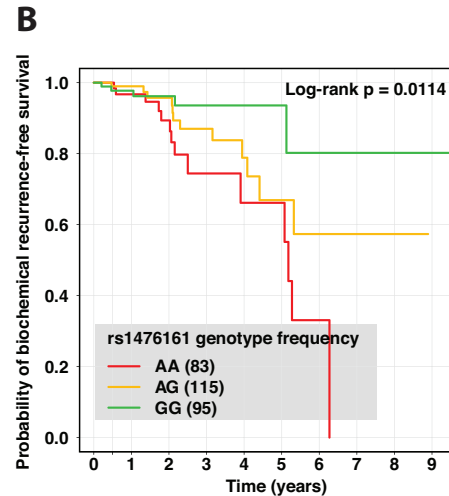 B
Log-rank p = 0.0114
Probability of biochemical recurrence-free survival
1.0
0.8
0.6
0.4
0.2
0.0
rs1476161 genotype frequency
AA (83)
AG (115)
GG (95)
0 1 2 3 4 5 6 7 8 9
Time (years)